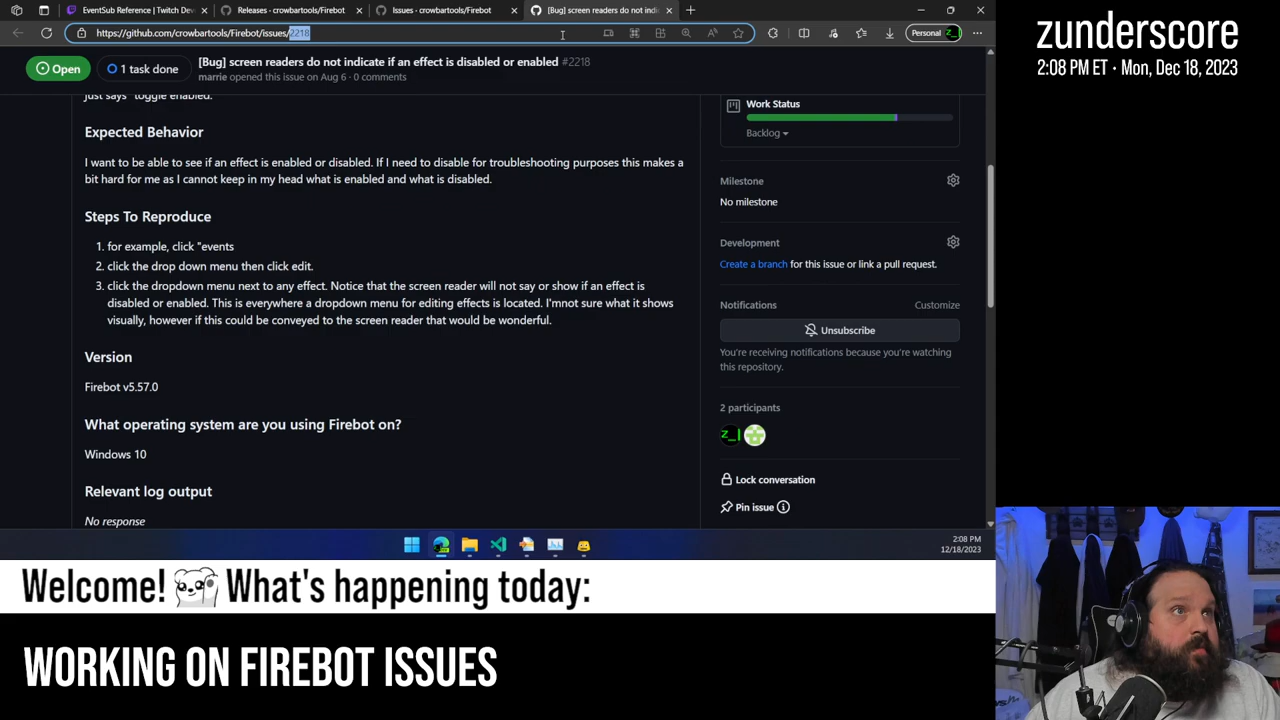 EventSub Reference | Twitch Dev
Releases · crowbartools/Firebot
Issues · crowbartools/Firebot
[Bug] screen readers do not indi
https://github.com/crowbartools/Firebot/issues/2218
Personal
Open
1 task done
[Bug] screen readers do not indicate if an effect is disabled or enabled #2218
marrie opened this issue on Aug 6 · 0 comments
just says "toggle enabled.
Expected Behavior
I want to be able to see if an effect is enabled or disabled. If I need to disable for troubleshooting purposes this makes a
bit hard for me as I cannot keep in my head what is enabled and what is disabled.
Steps To Reproduce
1. for example, click "events
2. click the drop down menu then click edit.
3. click the dropdown menu next to any effect. Notice that the screen reader will not say or show if an effect is
disabled or enabled. This is everywhere a dropdown menu for editing effects is located. I'mnot sure what it shows
visually, however if this could be conveyed to the screen reader that would be wonderful.
Version
Firebot v5.57.0
What operating system are you using Firebot on?
Windows 10
Relevant log output
No response
Work Status
Backlog
Milestone
No milestone
Development
Create a branch for this issue or link a pull request.
Notifications
Customize
Unsubscribe
You're receiving notifications because you're watching
this repository.
2 participants
z_
Lock conversation
Pin issue
2:08 PM
12/18/2023
zunderscore
2:08 PM ET · Mon, Dec 18, 2023
Welcome! What's happening today:
WORKING ON FIREBOT ISSUES